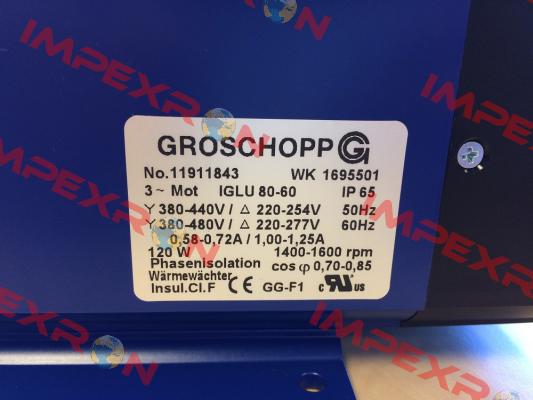 IMPEXRON
IMPEXRON
GROSCHOPP
No.11911843 WK 1695501
3 ~ Mot IGLU 80-60 IP 65
Y 380-440V / Δ 220-254V 50Hz
Y 380-480V / Δ 220-277V 60Hz
0,58-0,72A / 1,00-1,25A
120 W 1400-1600 rpm
Phasenisolation cos φ 0,70-0,85
Wärmewächter
Insul.Cl.F CE GG-F1 c RU US
IMPEXRON
IMPEXRON